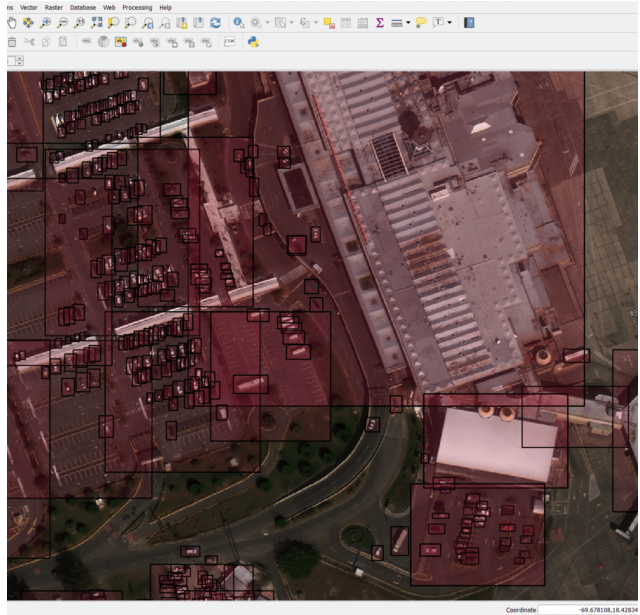 ns Vector Raster Database Web Processing Help
Coordinate -69.678108,18.42834